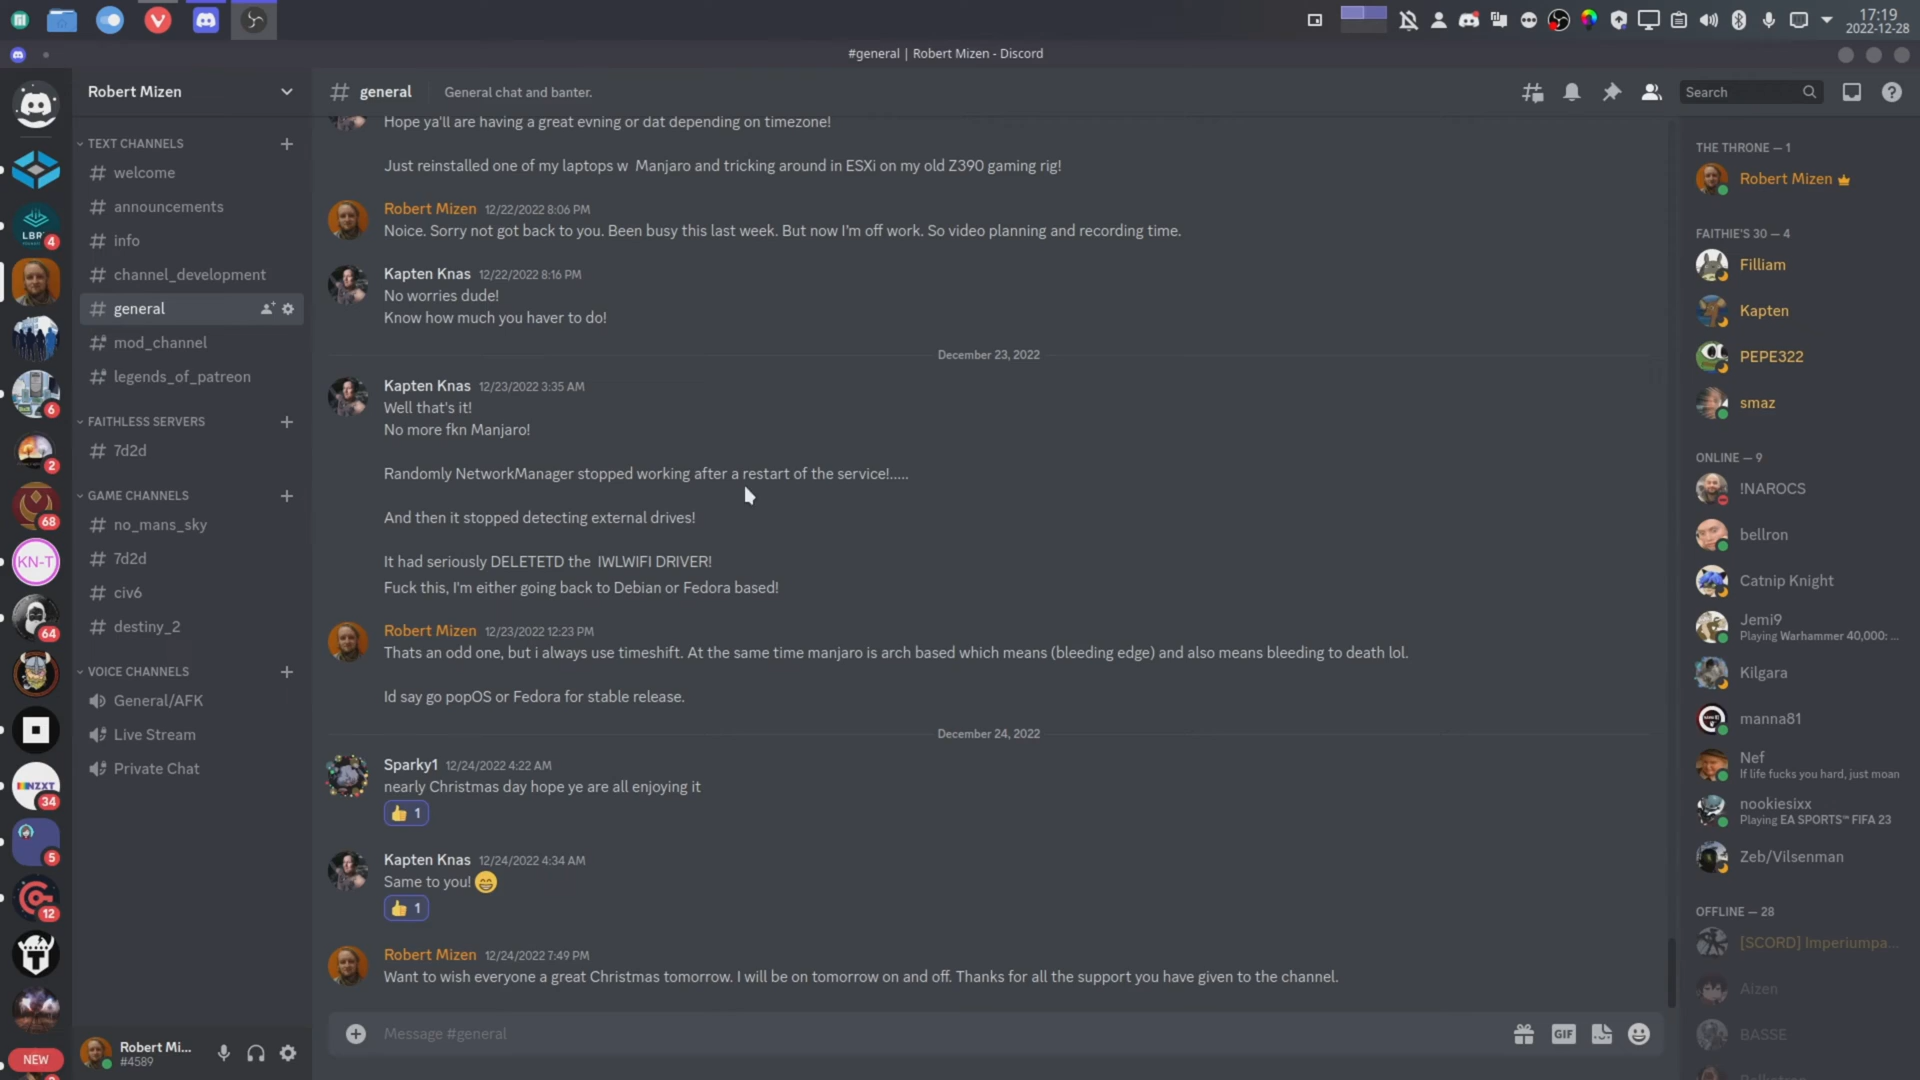 17:19
2022-12-28
#general | Robert Mizen - Discord
Robert Mizen
general
General chat and banter.
Search
TEXT CHANNELS
welcome
announcements
info
channel_development
general
mod_channel
legends_of_patreon
FAITHLESS SERVERS
7d2d
GAME CHANNELS
no_mans_sky
7d2d
civ6
destiny_2
VOICE CHANNELS
General/AFK
Live Stream
Private Chat
Robert Mi...
#4589
LBRY
4
6
2
68
KN-T
64
NZXT
34
5
12
NEW
Hope ya'll are having a great evning or dat depending on timezone!
Just reinstalled one of my laptops w  Manjaro and tricking around in ESXi on my old Z390 gaming rig!
Robert Mizen 12/22/2022 8:06 PM
Noice. Sorry not got back to you. Been busy this last week. But now I'm off work. So video planning and recording time.
Kapten Knas 12/22/2022 8:16 PM
No worries dude!
Know how much you haver to do!
December 23, 2022
Kapten Knas 12/23/2022 3:35 AM
Well that's it!
No more fkn Manjaro!
Randomly NetworkManager stopped working after a restart of the service!.....
And then it stopped detecting external drives!
It had seriously DELETETD the  IWLWIFI DRIVER!
Fuck this, I'm either going back to Debian or Fedora based!
Robert Mizen 12/23/2022 12:23 PM
Thats an odd one, but i always use timeshift. At the same time manjaro is arch based which means (bleeding edge) and also means bleeding to death lol.
Id say go popOS or Fedora for stable release.
December 24, 2022
Sparky1 12/24/2022 4:22 AM
nearly Christmas day hope ye are all enjoying it
👍 1
Kapten Knas 12/24/2022 4:34 AM
Same to you! 😄
👍 1
Robert Mizen 12/24/2022 7:49 PM
Want to wish everyone a great Christmas tomorrow. I will be on tomorrow on and off. Thanks for all the support you have given to the channel.
Message #general
GIF
THE THRONE — 1
Robert Mizen
FAITHIE'S 30 — 4
Filliam
Kapten
PEPE322
smaz
ONLINE — 9
!NAROCS
bellron
Catnip Knight
Jemi9
Playing Warhammer 40,000: ...
Kilgara
manna81
Nef
If life fucks you hard, just moan
nookiesixx
Playing EA SPORTS™ FIFA 23
Zeb/Vilsenman
OFFLINE — 28
[SCORD] Imperiumpa...
Aizen
BASSE